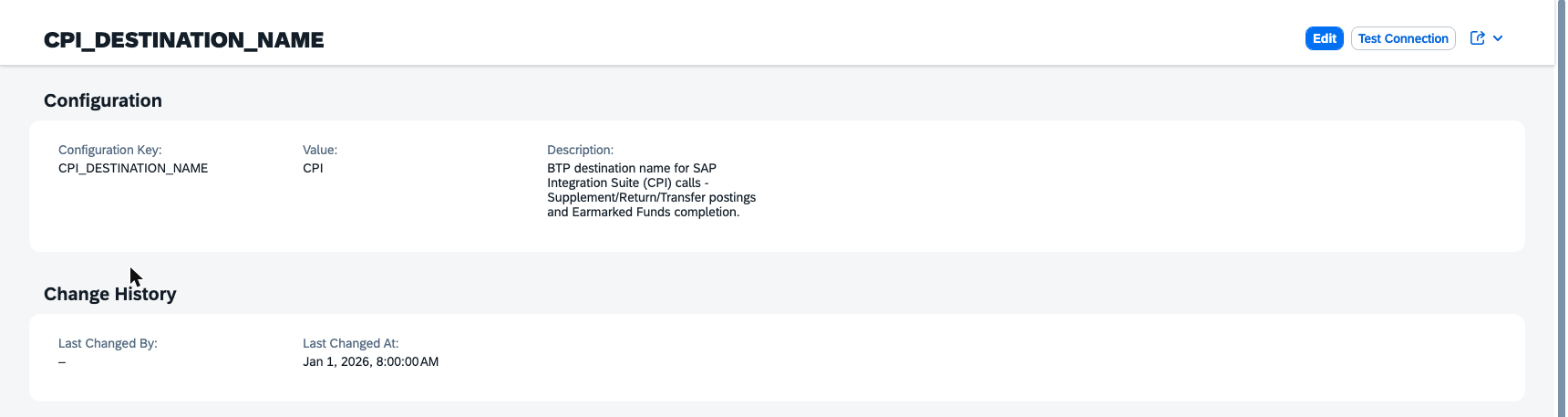 CPI_DESTINATION_NAME
Edit
Test Connection
Configuration
Configuration Key:
CPI_DESTINATION_NAME
Value:
CPI
Description:
BTP destination name for SAP
Integration Suite (CPI) calls -
Supplement/Return/Transfer postings
and Earmarked Funds completion.
Change History
Last Changed By:
–
Last Changed At:
Jan 1, 2026, 8:00:00 AM